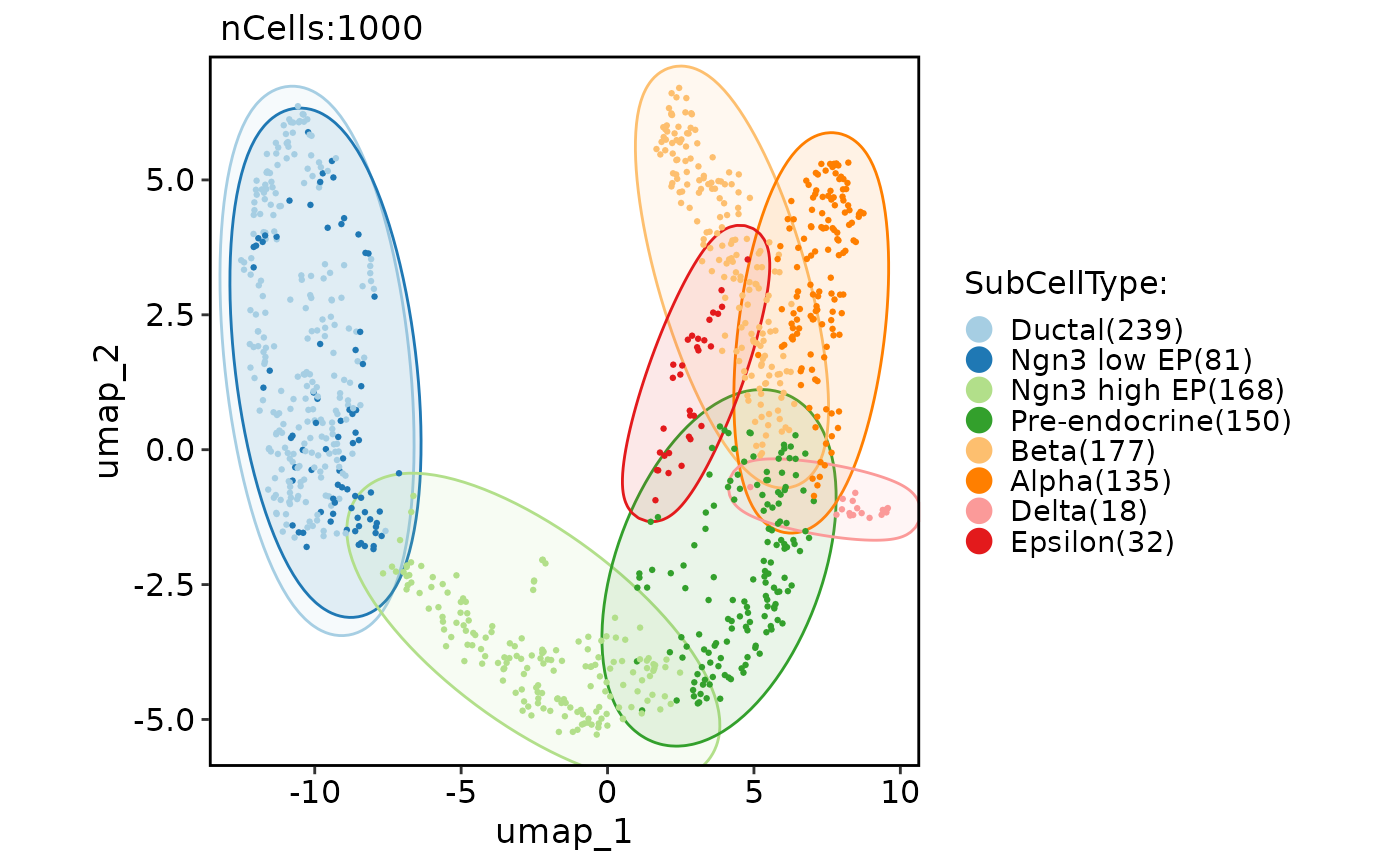 nCells:1000
5.0
2.5
0.0
-2.5
-5.0
umap_2
-10
-5
0
5
10
umap_1
SubCellType:
Ductal(239)
Ngn3 low EP(81)
Ngn3 high EP(168)
Pre-endocrine(150)
Beta(177)
Alpha(135)
Delta(18)
Epsilon(32)